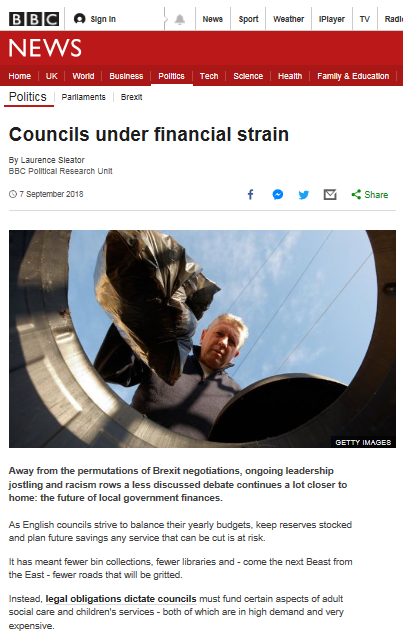 BBC Sign in News Sport Weather iPlayer TV
NEWS
Home UK World Business Politics Tech Science Health Family & Education
Politics Parliaments Brexit
Councils under financial strain
By Laurence Sleator
BBC Political Research Unit
7 September 2018 Share
GETTY IMAGES
Away from the permutations of Brexit negotiations, ongoing leadership
jostling and racism rows a less discussed debate continues a lot closer to
home: the future of local government finances.
As English councils strive to balance their yearly budgets, keep reserves stocked
and plan future savings any service that can be cut is at risk.
It has meant fewer bin collections, fewer libraries and - come the next Beast from
the East - fewer roads that will be gritted.
Instead, legal obligations dictate councils must fund certain aspects of adult
social care and children's services - both of which are in high demand and very
expensive.